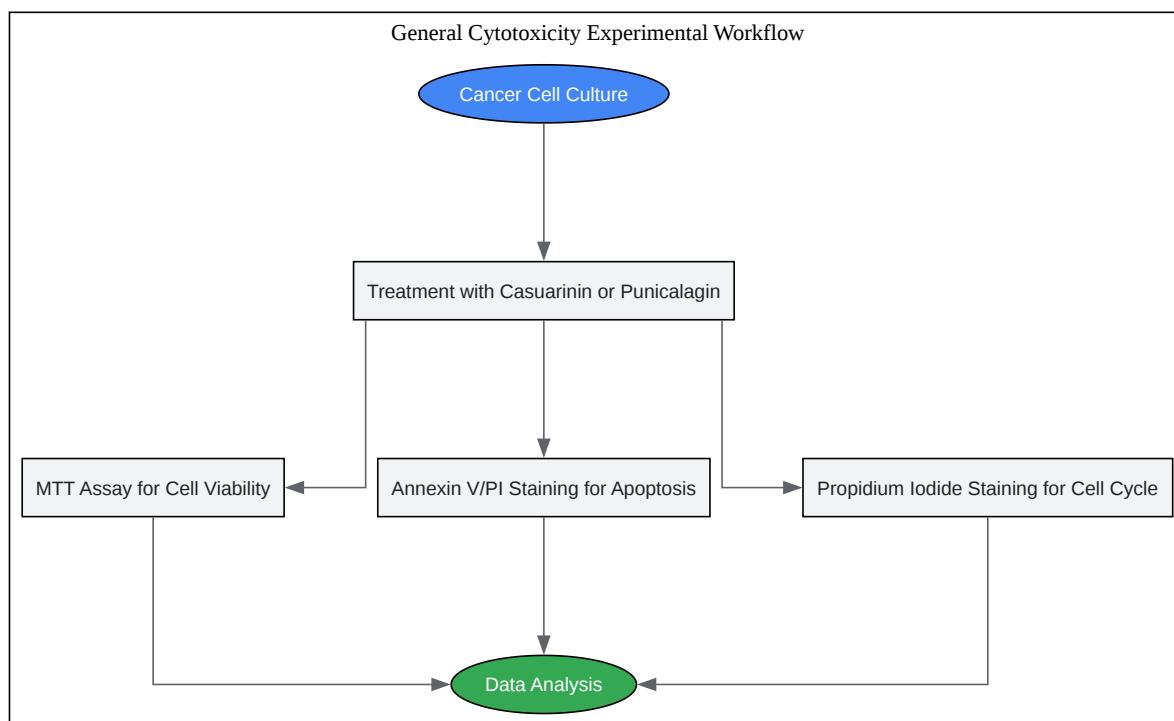 General Cytotoxicity Experimental Workflow
Cancer Cell Culture
Treatment with Casuarinin or Punicalagin
MTT Assay for Cell Viability
Annexin V/PI Staining for Apoptosis
Propidium Iodide Staining for Cell Cycle
Data Analysis